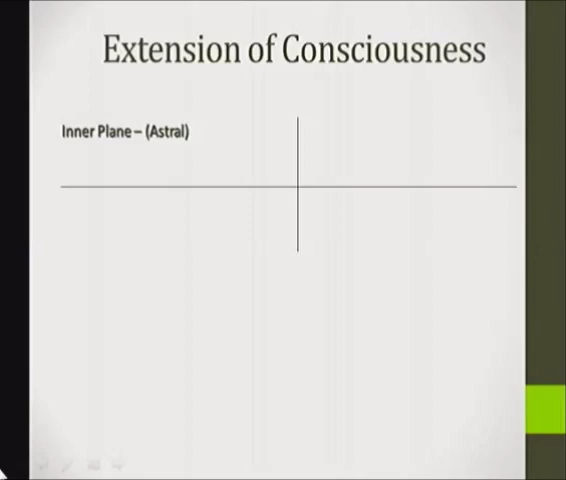 Extension of Consciousness
Inner Plane – (Astral)